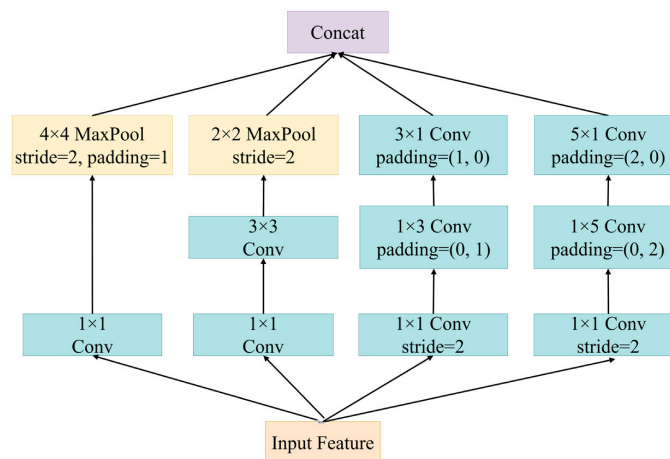 Concat
4×4 MaxPool
stride=2, padding=1
2×2 MaxPool
stride=2
3×1 Conv
padding=(1, 0)
5×1 Conv
padding=(2, 0)
3×3
Conv
1×3 Conv
padding=(0, 1)
1×5 Conv
padding=(0, 2)
1×1
Conv
1×1
Conv
1×1 Conv
stride=2
1×1 Conv
stride=2
Input Feature